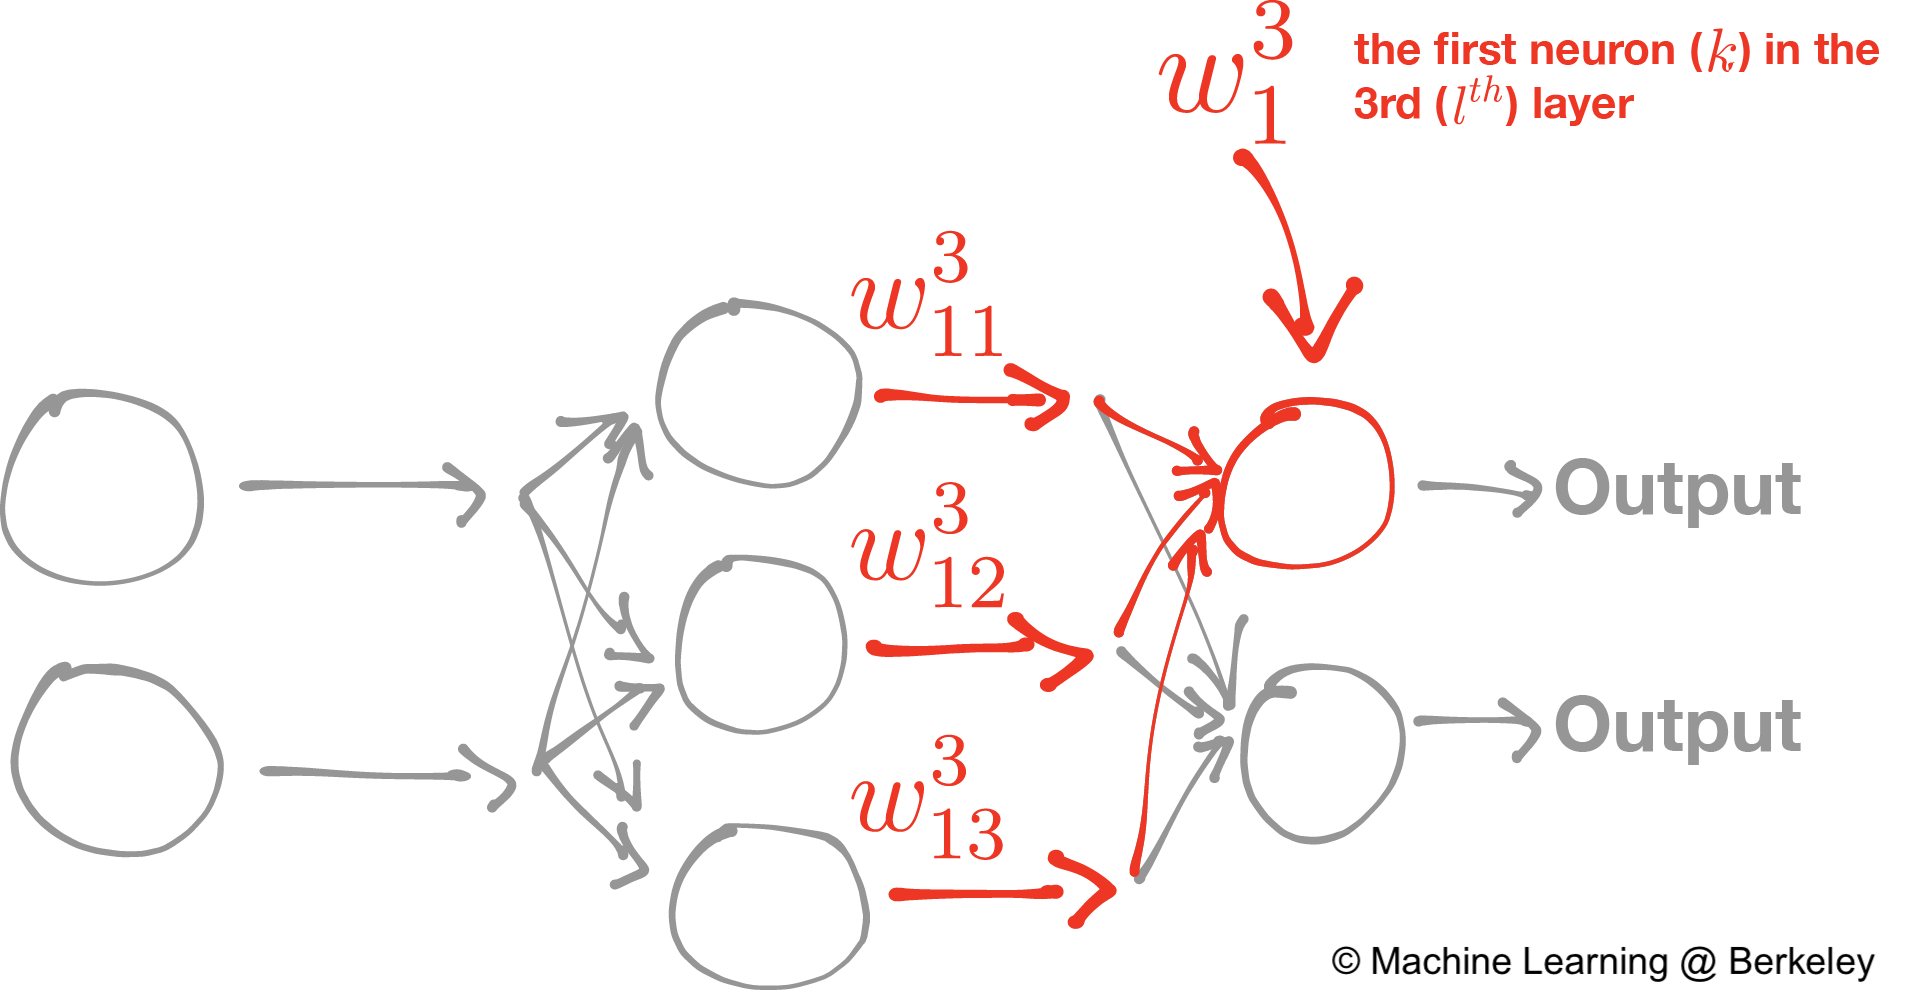 w_1^3
the first neuron (k) in the
3rd (l^{th}) layer
w_{11}^3
w_{12}^3
w_{13}^3
Output
Output
© Machine Learning @ Berkeley